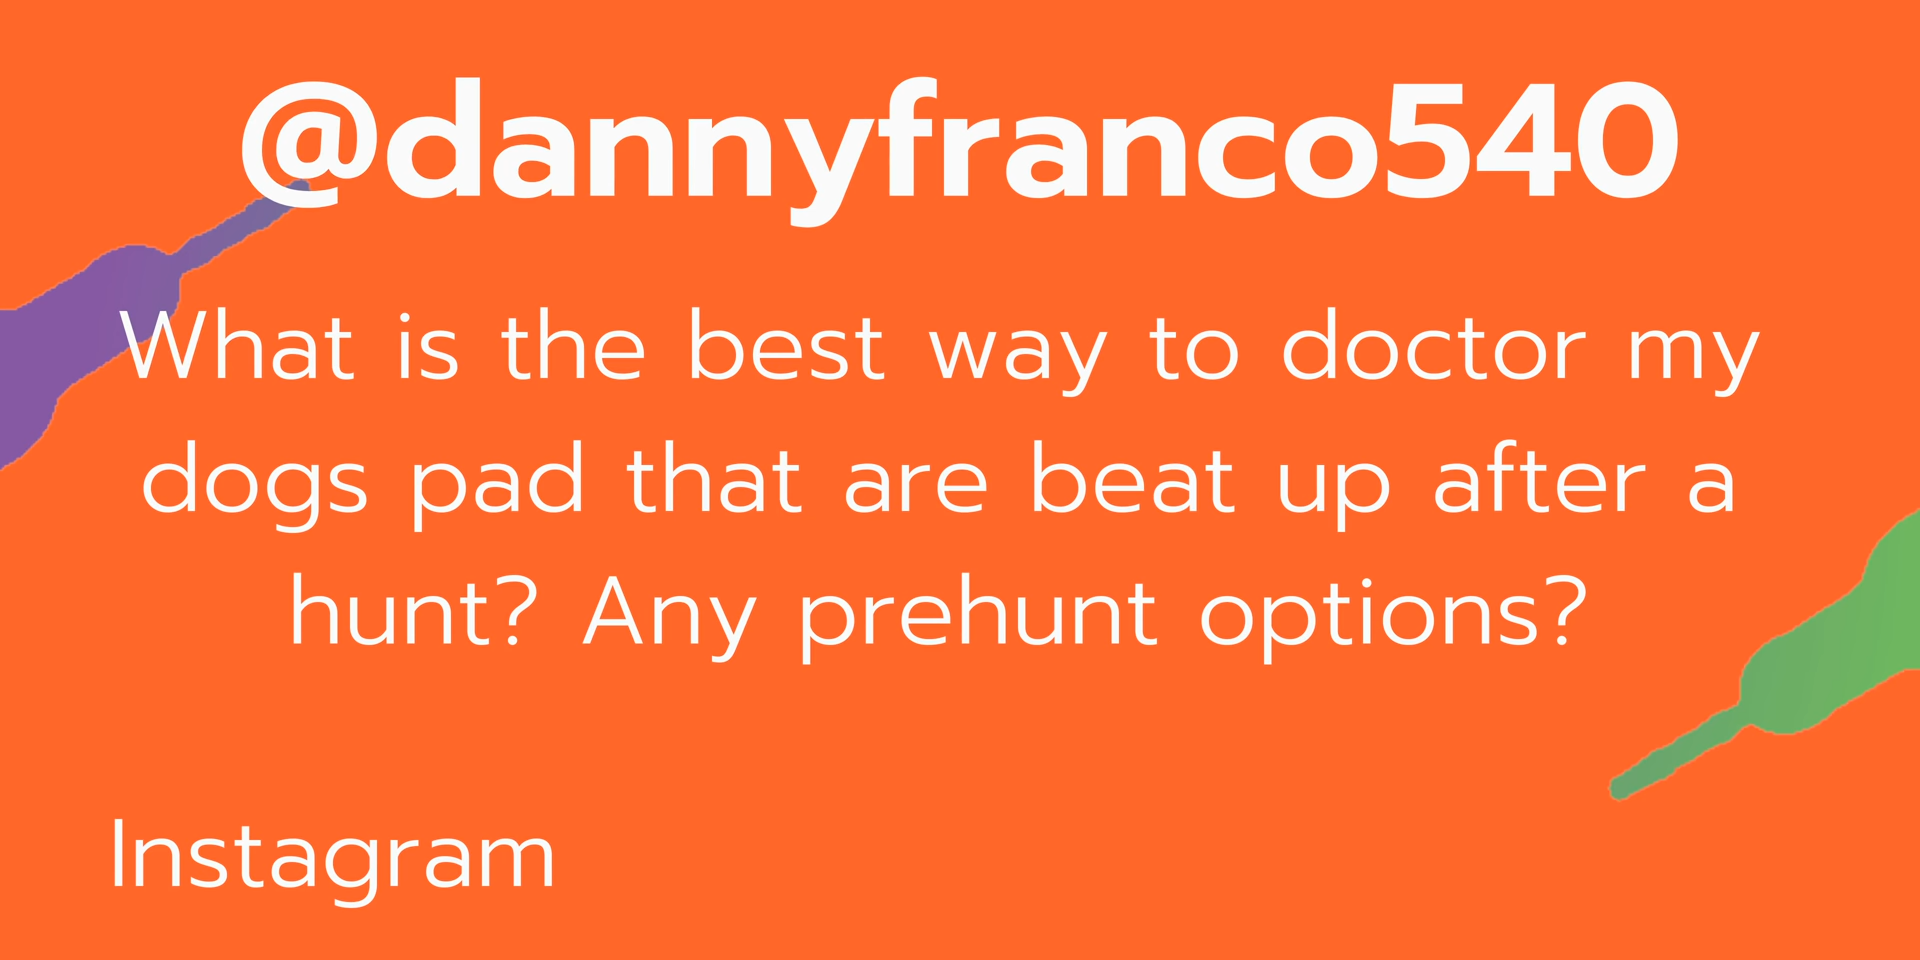 @dannyfranco540
What is the best way to doctor my
dogs pad that are beat up after a
hunt? Any prehunt options?
Instagram